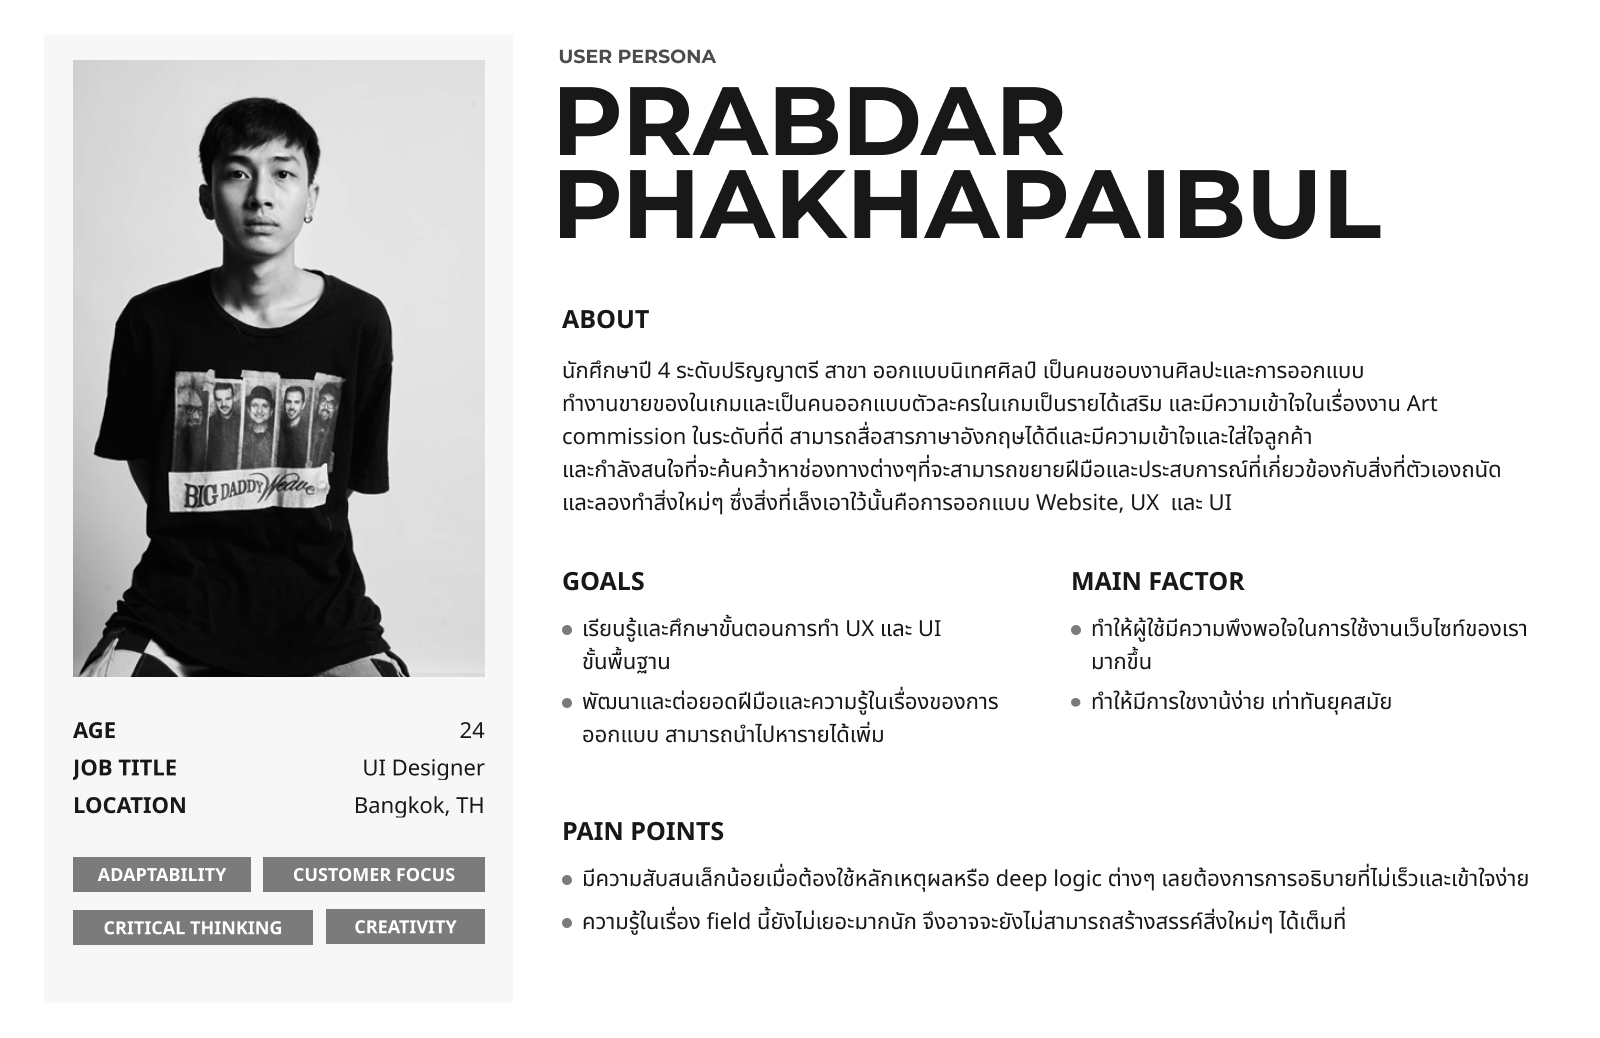 USER PERSONA
PRABDAR
PHAKHAPAIBUL
BIG DADDY Weave
AGE 24
JOB TITLE UI Designer
LOCATION Bangkok, TH
ADAPTABILITY CUSTOMER FOCUS
CRITICAL THINKING CREATIVITY
ABOUT
นักศึกษาปี 4 ระดับปริญญาตรี สาขา ออกแบบนิเทศศิลป์ เป็นคนชอบงานศิลปะและการออกแบบ
ทำงานขายของในเกมและเป็นคนออกแบบตัวละครในเกมเป็นรายได้เสริม และมีความเข้าใจในเรื่องงาน Art
commission ในระดับที่ดี สามารถสื่อสารภาษาอังกฤษได้ดีและมีความเข้าใจและใส่ใจลูกค้า
และกำลังสนใจที่จะค้นคว้าหาช่องทางต่างๆที่จะสามารถขยายฝีมือและประสบการณ์ที่เกี่ยวข้องกับสิ่งที่ตัวเองถนัด
และลองทำสิ่งใหม่ๆ ซึ่งสิ่งที่เล็งเอาใว้นั้นคือการออกแบบ Website, UX และ UI
GOALS
เรียนรู้และศึกษาขั้นตอนการทำ UX และ UI
ขั้นพื้นฐาน
พัฒนาและต่อยอดฝีมือและความรู้ในเรื่องของการ
ออกแบบ สามารถนำไปหารายได้เพิ่ม
MAIN FACTOR
ทำให้ผู้ใช้มีความพึงพอใจในการใช้งานเว็บไซท์ของเรา
มากขึ้น
ทำให้มีการใชงาน้ง่าย เท่าทันยุคสมัย
PAIN POINTS
มีความสับสนเล็กน้อยเมื่อต้องใช้หลักเหตุผลหรือ deep logic ต่างๆ เลยต้องการการอธิบายที่ไม่เร็วและเข้าใจง่าย
ความรู้ในเรื่อง field นี้ยังไม่เยอะมากนัก จึงอาจจะยังไม่สามารถสร้างสรรค์สิ่งใหม่ๆ ได้เต็มที่